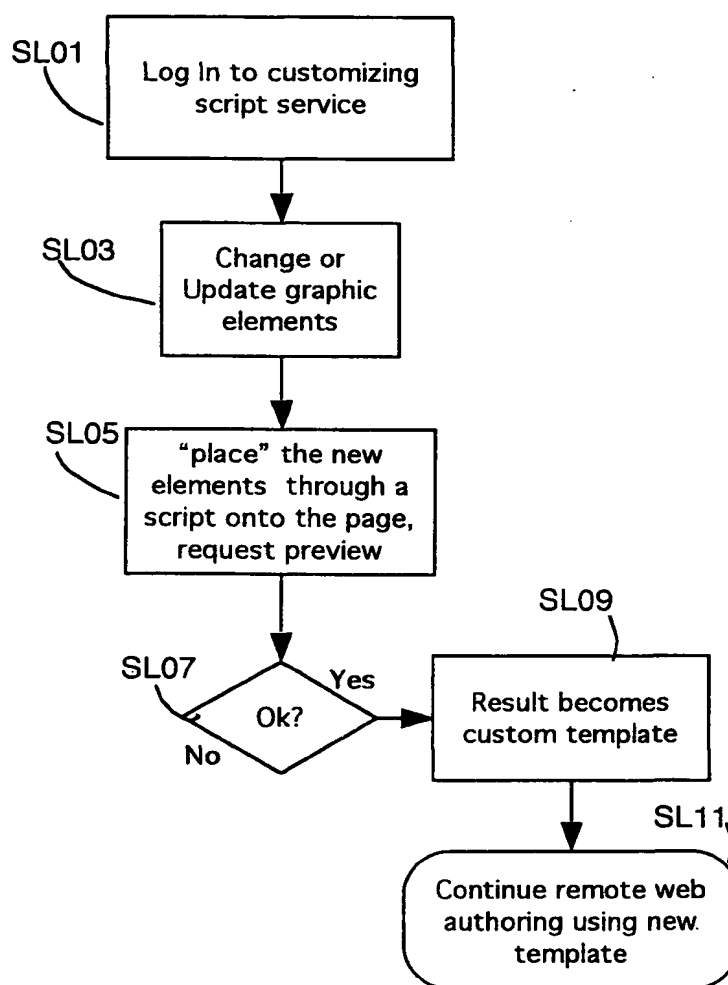 SL01
Log In to customizing
script service
SL03
Change or
Update graphic
elements
SL05
“place” the new
elements through a
script onto the page,
request preview
SL07
Ok?
Yes
No
SL09
Result becomes
custom template
SL11
Continue remote web
authoring using new.
template